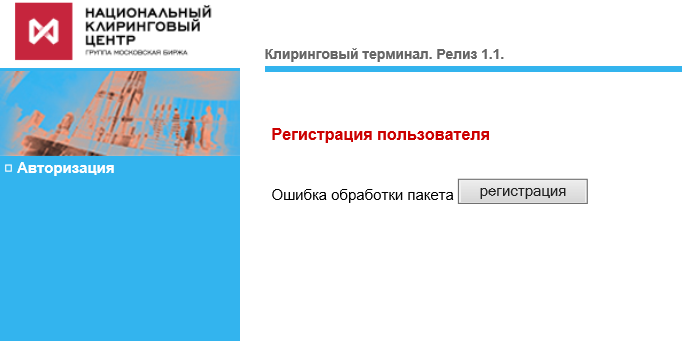 НАЦИОНАЛЬНЫЙ
КЛИРИНГОВЫЙ
ЦЕНТР
ГРУППА МОСКОВСКАЯ БИРЖА
Клиринговый терминал. Релиз 1.1.
Авторизация
Регистрация пользователя
Ошибка обработки пакета регистрация